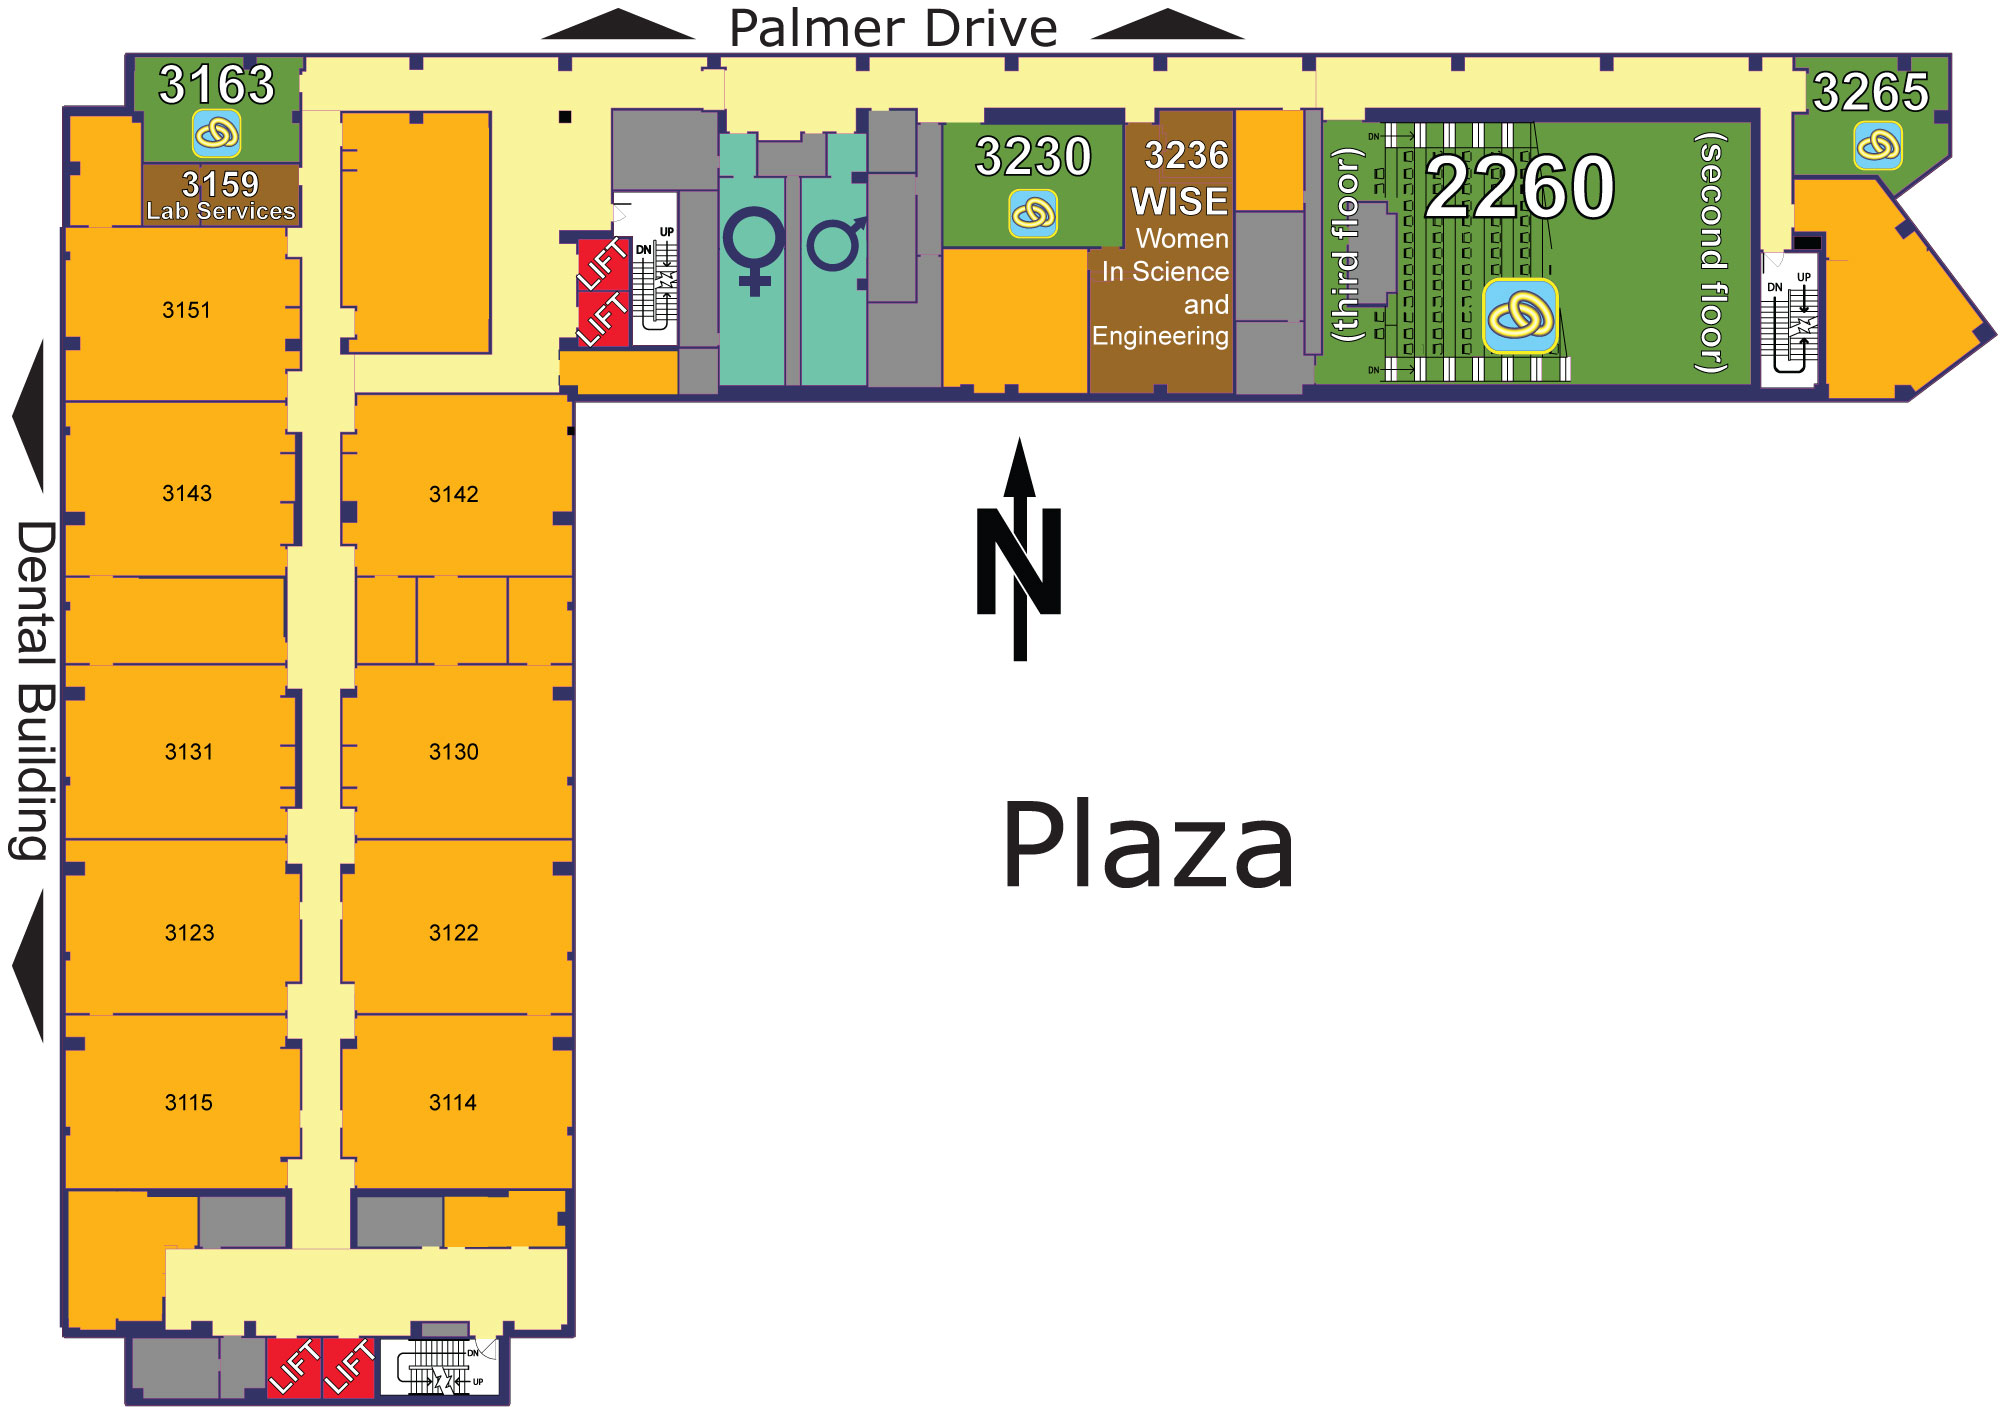 Palmer Drive
3163
3265
3159
Lab Services
3230
3236
WISE
Women
In Science
and
Engineering
(third floor)
2260
(second floor)
DN
DN
LIFT
LIFT
DN
UP
DN
UP
3151
3143
3142
N
Dental Building
3131
3130
Plaza
3123
3122
3115
3114
LIFT
LIFT
DN
UP